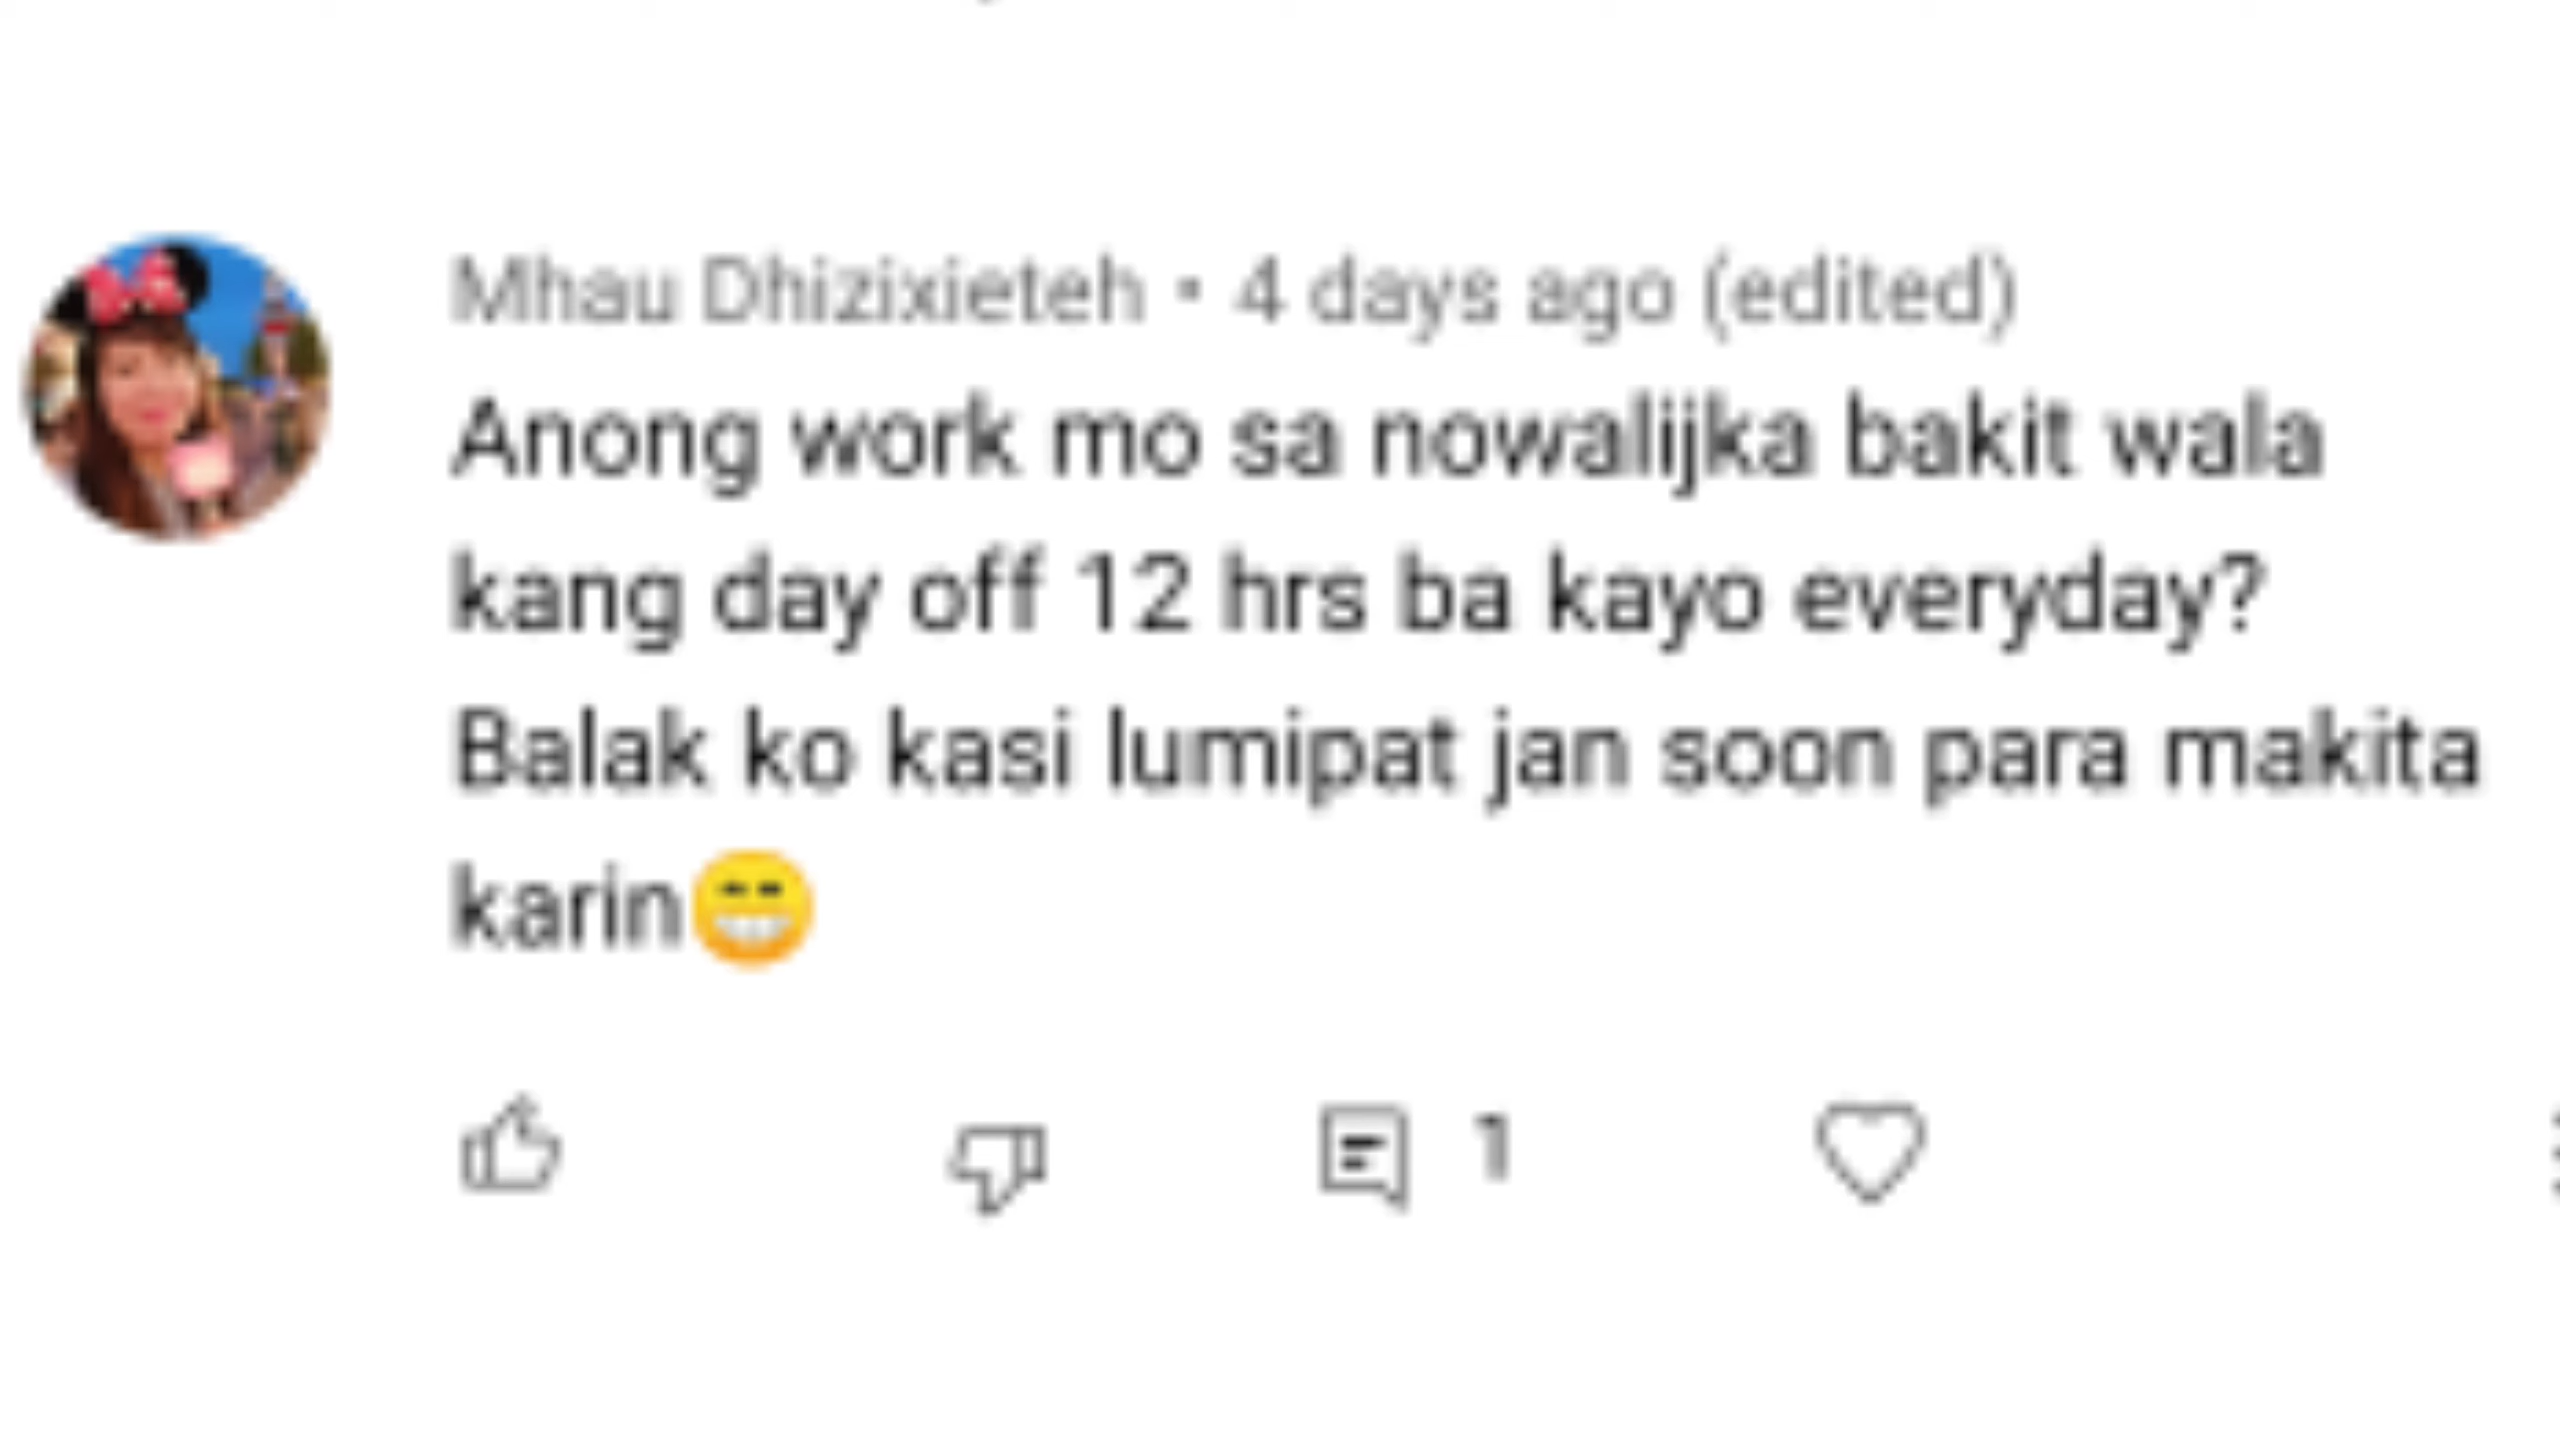 Mhau Dhizixieteh • 4 days ago (edited)
Anong work mo sa nowalijka bakit wala
kang day off 12 hrs ba kayo everyday?
Balak ko kasi lumipat jan soon para makita
karin😁
1